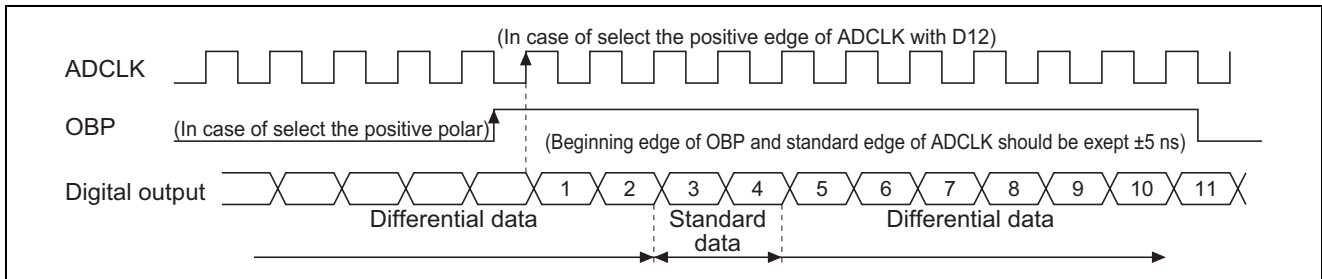 (In case of select the positive edge of ADCLK with D12)
ADCLK
OBP
(In case of select the positive polar)
(Beginning edge of OBP and standard edge of ADCLK should be exept ±5 ns)
Digital output
1 2 3 4 5 6 7 8 9 10 11
Differential data
Standard
data
Differential data